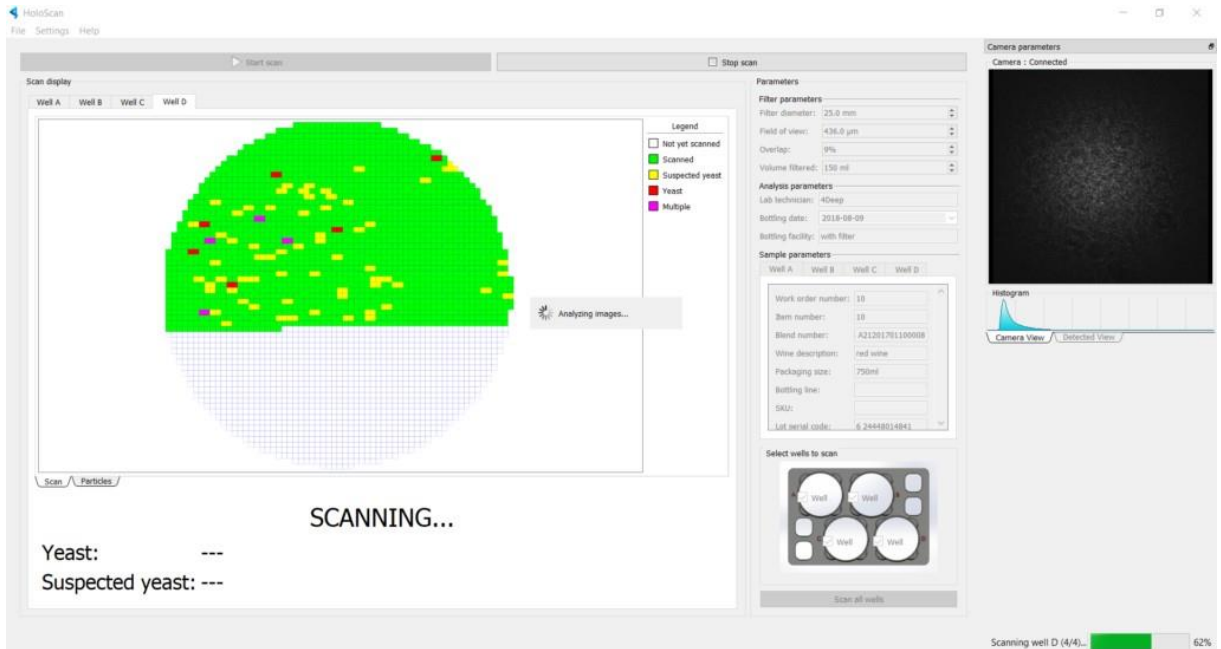 HoloScan
File Settings Help
Start scan
Stop scan
Scan display
Well A Well B Well C Well D
Legend
Not yet scanned
Scanned
Suspected yeast
Yeast
Multiple
Analyzing images...
Scan Particles
SCANNING...
Yeast: ---
Suspected yeast: ---
Parameters
Filter parameters
Filter diameter: 25.0 mm
Field of view: 436.0 µm
Overlap: 9%
Volume filtered: 150 ml
Analysis parameters
Lab technician: 4Deep
Bottling date: 2018-08-09
Bottling facility: with filter
Sample parameters
Well A Well B Well C Well D
Work order number: 10
Item number: 10
Blend number: A21201701100008
Wine description: red wine
Packaging size: 750ml
Bottling line:
SKU:
Lot serial code: 6 24448014841
Select wells to scan
A Well Well B
C Well Well D
Scan all wells
Camera parameters
Camera : Connected
Histogram
Camera View Detected View
Scanning well D (4/4)... 62%